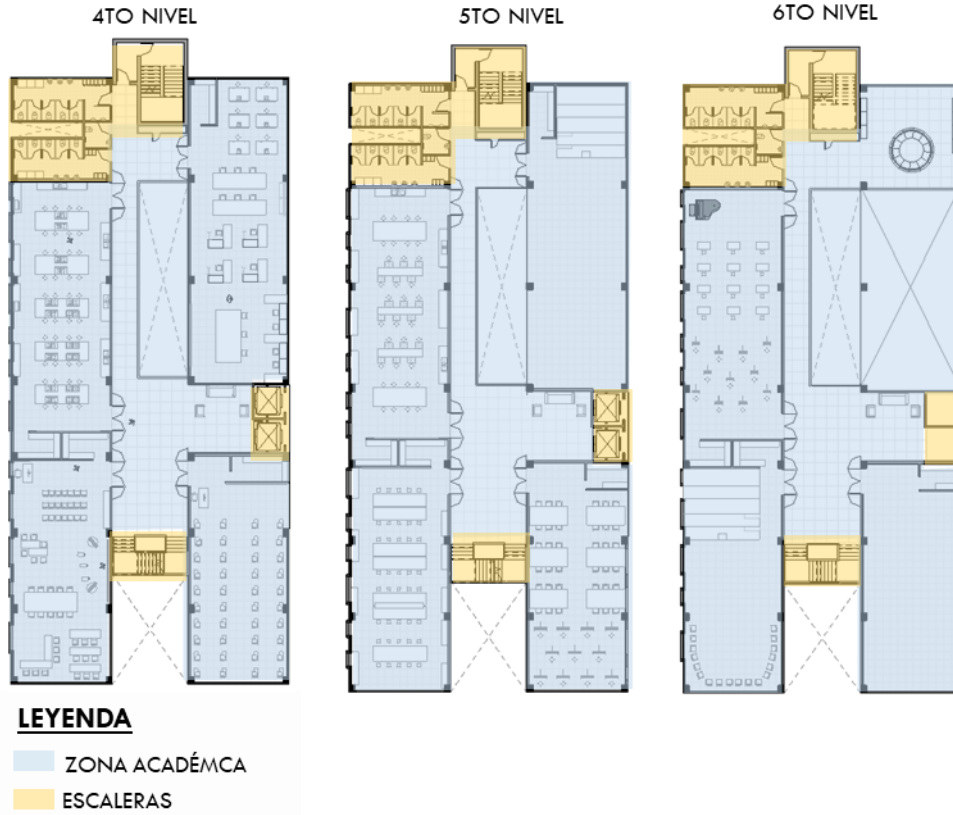 4TO NIVEL
5TO NIVEL
6TO NIVEL
LEYENDA
ZONA ACADÉMCA
ESCALERAS